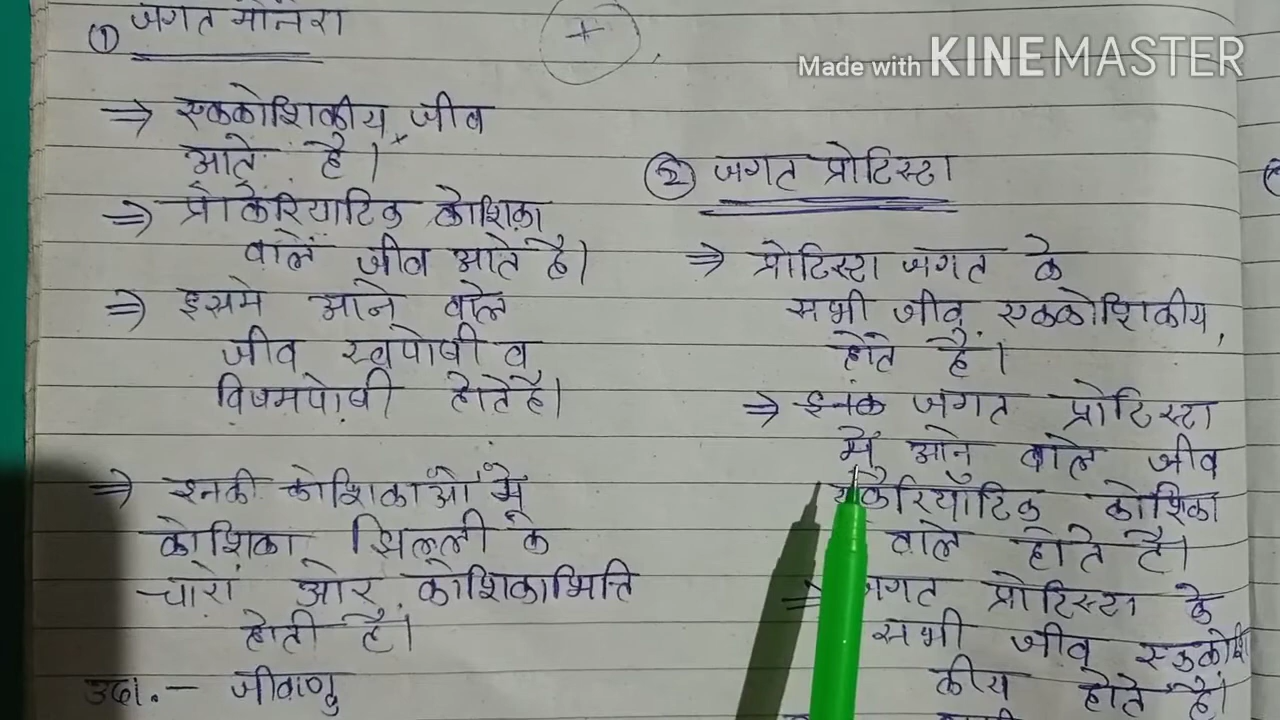 ① जगत मोनेरा
⇒ एककोशिकीय जीव
आते है।
⇒ प्रोकैरियाटिक कोशिका
वाले जीव आते है।
⇒ इसमे आने वाले
जीव स्वपोषी व
विषमपोषी होते है।
⇒ इनकी कोशिकाओं में
कोशिका झिल्ली के
चारों ओर कोशिकाभित्ति
होती है।
उदा. - जीवाणु
+
Made with KINEMASTER
② जगत प्रोटिस्टा
⇒ प्रोटिस्टा जगत के
सभी जीव एककोशिकीय,
होते हैं।
⇒ इनके जगत प्रोटिस्टा
में आने वाले जीव
यूकैरियाटिक कोशिका
वाले होते है।
⇒ जगत प्रोटिस्टा के
सभी जीव एककोशि
कीय होते है।